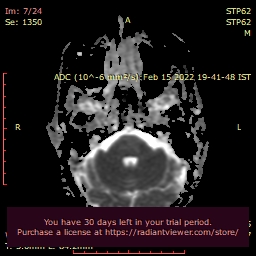 Im: 7/24
Se: 1350
A
STP62
STP62
M
ADC (10^-6 mm²/s): Feb 15 2022 19-41-48 IST
R
L
You have 30 days left in your trial period.
Purchase a license at https://radiantviewer.com/store/